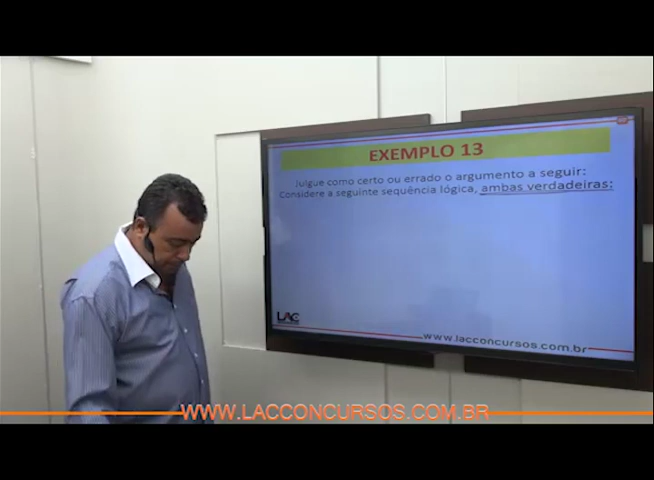 EXEMPLO 13
Julgue como certo ou errado o argumento a seguir:
Considere a seguinte sequência lógica, ambas verdadeiras:
LAC
www.lacconcursos.com.br
WWW.LACCONCURSOS.COM.BR